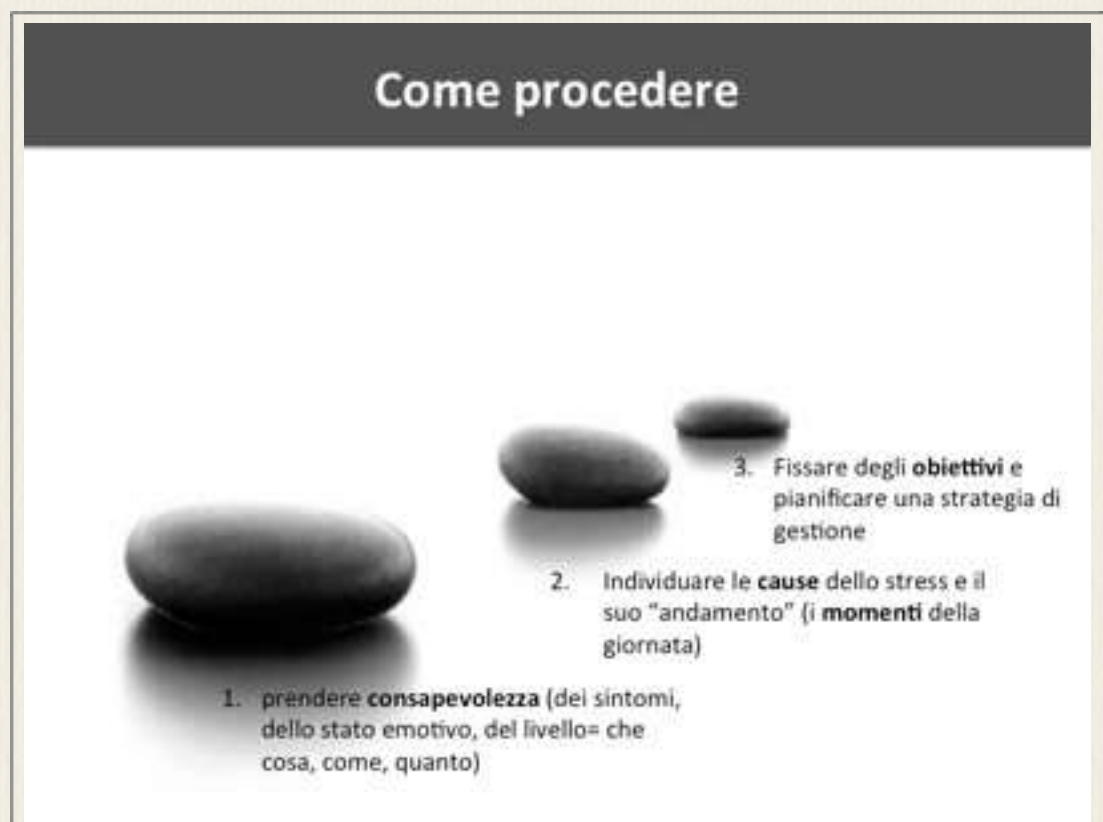 Come procedere
3. Fissare degli obiettivi e
pianificare una strategia di
gestione
2. Individuare le cause dello stress e il
suo “andamento” (i momenti della
giornata)
1. prendere consapevolezza (dei sintomi,
dello stato emotivo, del livello= che
cosa, come, quanto)